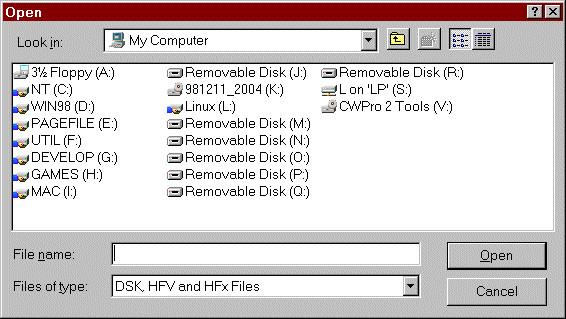 Open
Look in: My Computer
3½ Floppy (A:)
NT (C:)
WIN98 (D:)
PAGEFILE (E:)
UTIL (F:)
DEVELOP (G:)
GAMES (H:)
MAC (I:)
Removable Disk (J:)
981211_2004 (K:)
Linux (L:)
Removable Disk (M:)
Removable Disk (N:)
Removable Disk (O:)
Removable Disk (P:)
Removable Disk (Q:)
Removable Disk (R:)
L on 'LP' (S:)
CWPro 2 Tools (V:)
File name:
Open
Files of type: DSK, HFV and HFx Files
Cancel